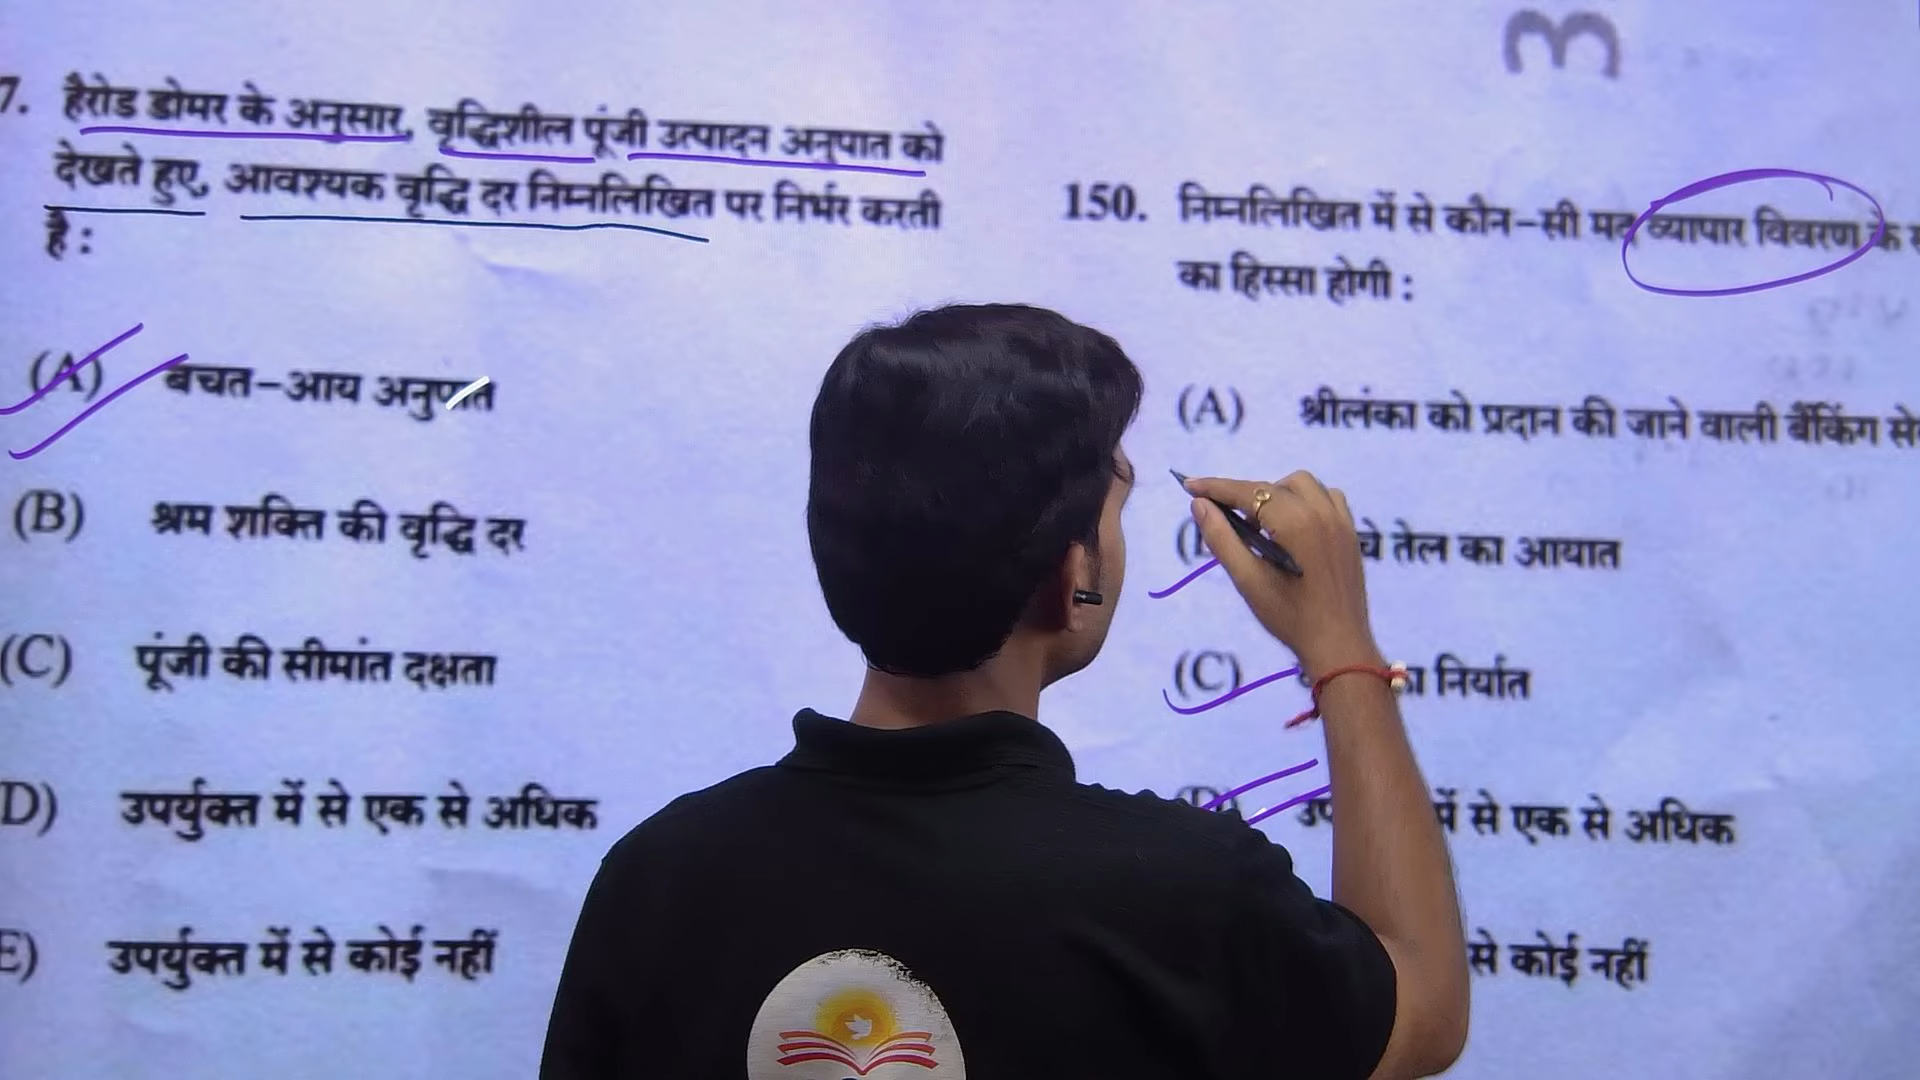 7. हैरोड डोमर के अनुसार, वृद्धिशील पूंजी उत्पादन अनुपात को
देखते हुए, आवश्यक वृद्धि दर निम्नलिखित पर निर्भर करती
है :
(A) बचत-आय अनुपात
(B) श्रम शक्ति की वृद्धि दर
(C) पूंजी की सीमांत दक्षता
D) उपर्युक्त में से एक से अधिक
E) उपर्युक्त में से कोई नहीं
150. निम्नलिखित में से कौन-सी मद व्यापार विवरण के
का हिस्सा होगी :
(A) श्रीलंका को प्रदान की जाने वाली बैंकिंग
तेल का आयात
(C) निर्यात
(D) में से एक से अधिक
से कोई नहीं